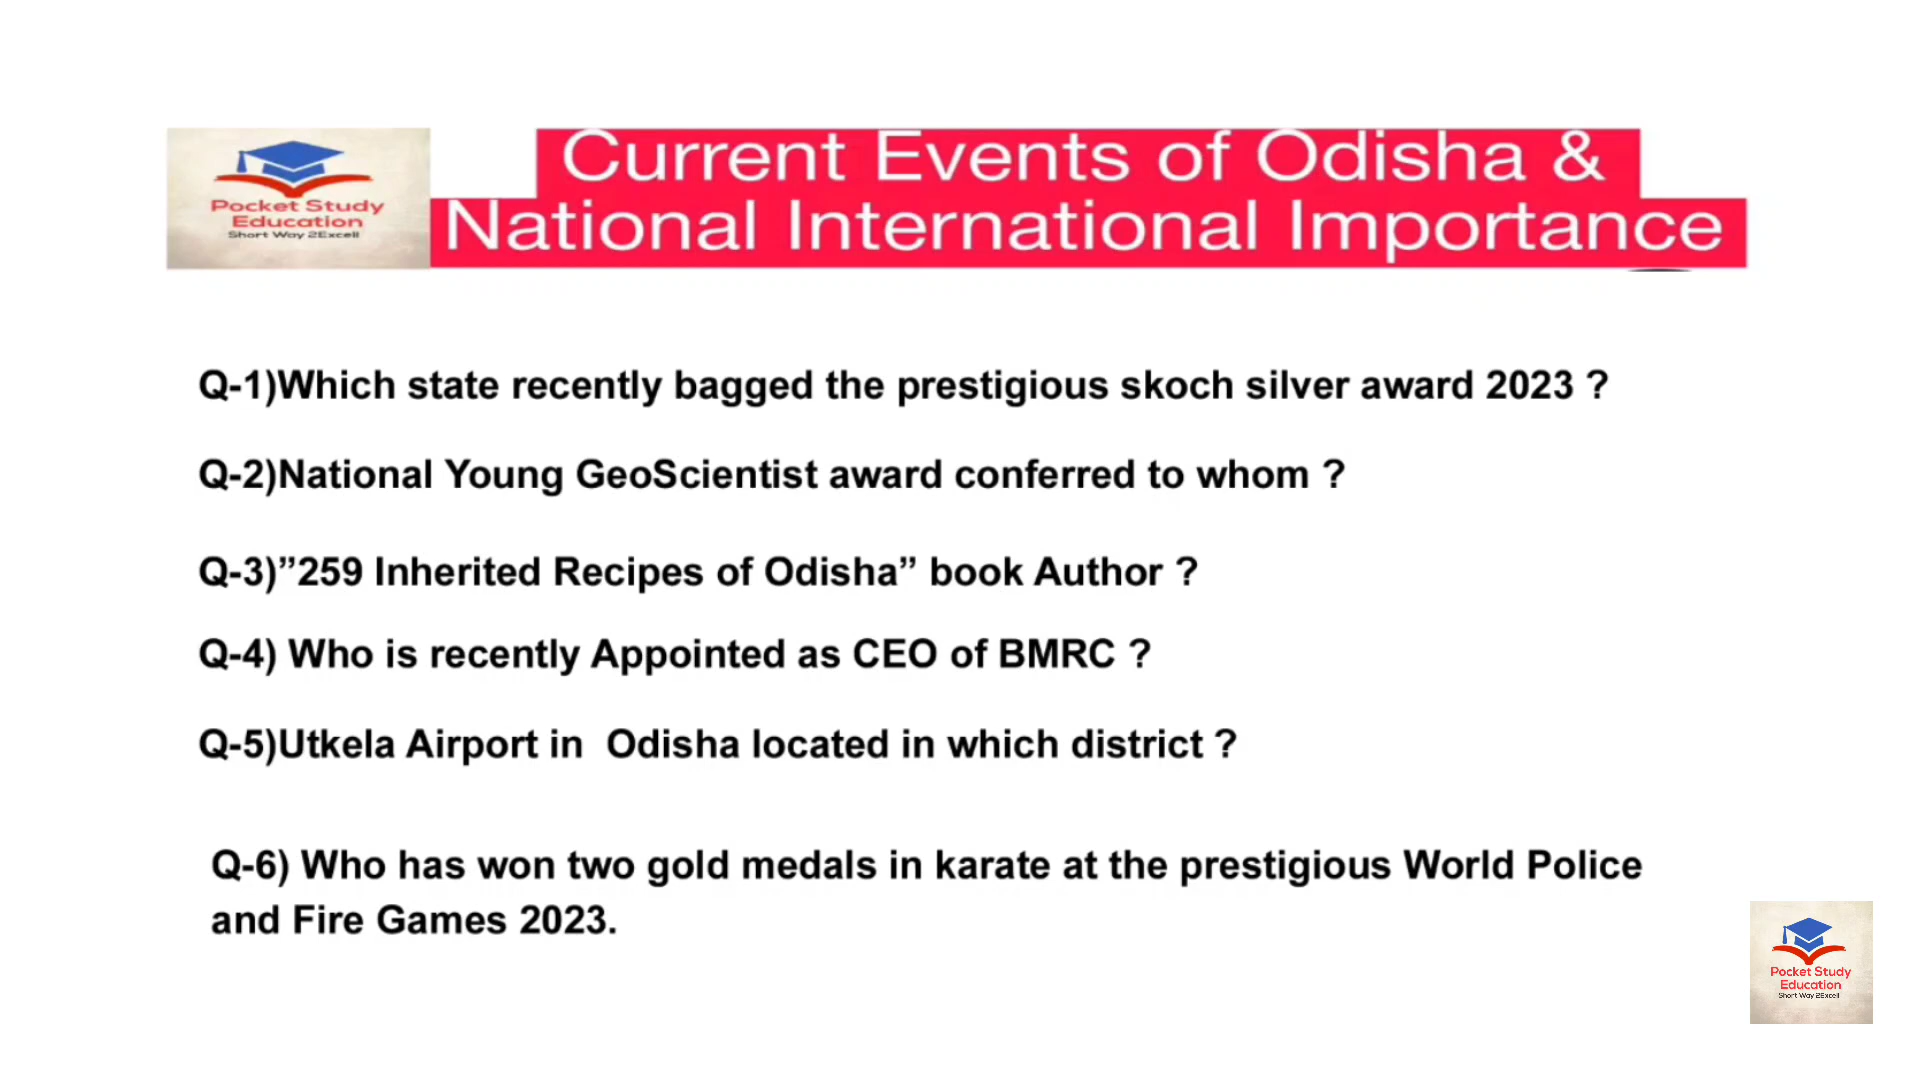 Pocket Study
Education
Short Way 2Excell
Current Events of Odisha &
National International Importance
Q-1)Which state recently bagged the prestigious skoch silver award 2023 ?
Q-2)National Young GeoScientist award conferred to whom ?
Q-3)”259 Inherited Recipes of Odisha” book Author ?
Q-4) Who is recently Appointed as CEO of BMRC ?
Q-5)Utkela Airport in  Odisha located in which district ?
Q-6) Who has won two gold medals in karate at the prestigious World Police
and Fire Games 2023.
Pocket Study
Education
Short Way 2Excell